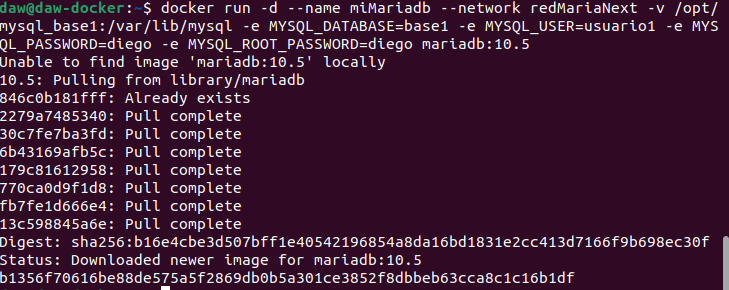 daw@daw-docker:~$ docker run -d --name miMariadb --network redMariaNext -v /opt/
mysql_base1:/var/lib/mysql -e MYSQL_DATABASE=base1 -e MYSQL_USER=usuario1 -e MYS
QL_PASSWORD=diego -e MYSQL_ROOT_PASSWORD=diego mariadb:10.5
Unable to find image 'mariadb:10.5' locally
10.5: Pulling from library/mariadb
846c0b181fff: Already exists
2279a7485340: Pull complete
30c7fe7ba3fd: Pull complete
6b43169afb5c: Pull complete
179c81612958: Pull complete
770ca0d9f1d8: Pull complete
fb7fe1d666e4: Pull complete
13c598845a6e: Pull complete
Digest: sha256:b16e4cbe3d507bff1e40542196854a8da16bd1831e2cc413d7166f9b698ec30f
Status: Downloaded newer image for mariadb:10.5
b1356f70616be88de575a5f2869db0b5a301ce3852f8dbbeb63cca8c1c16b1df